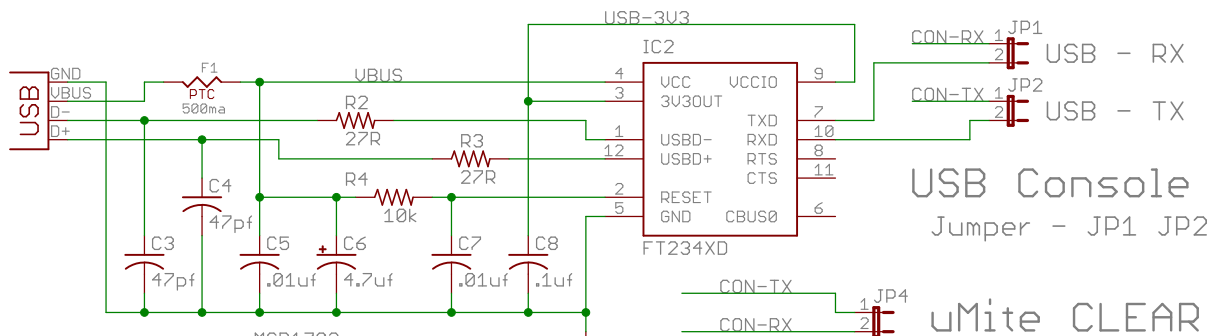 USB-3V3
IC2
JP1
CON-RX 1
2
USB - RX
GND
VBUS
D-
D+
USB
F1
PTC
500ma
VBUS
4 VCC VCCIO 9
3 3V3OUT
JP2
CON-TX 1
2
USB - TX
R2
27R
TXD 7
1 USBD- RXD 10
12 USBD+ RTS 8
CTS 11
R3
27R
C4
47pf
R4
10k
2 RESET
5 GND CBUS0 6
FT234XD
USB Console
Jumper - JP1 JP2
C3
47pf
C5
.01uf
+
C6
4.7uf
C7
.01uf
C8
.1uf
CON-TX 1
JP4
CON-RX 2
uMite CLEAR